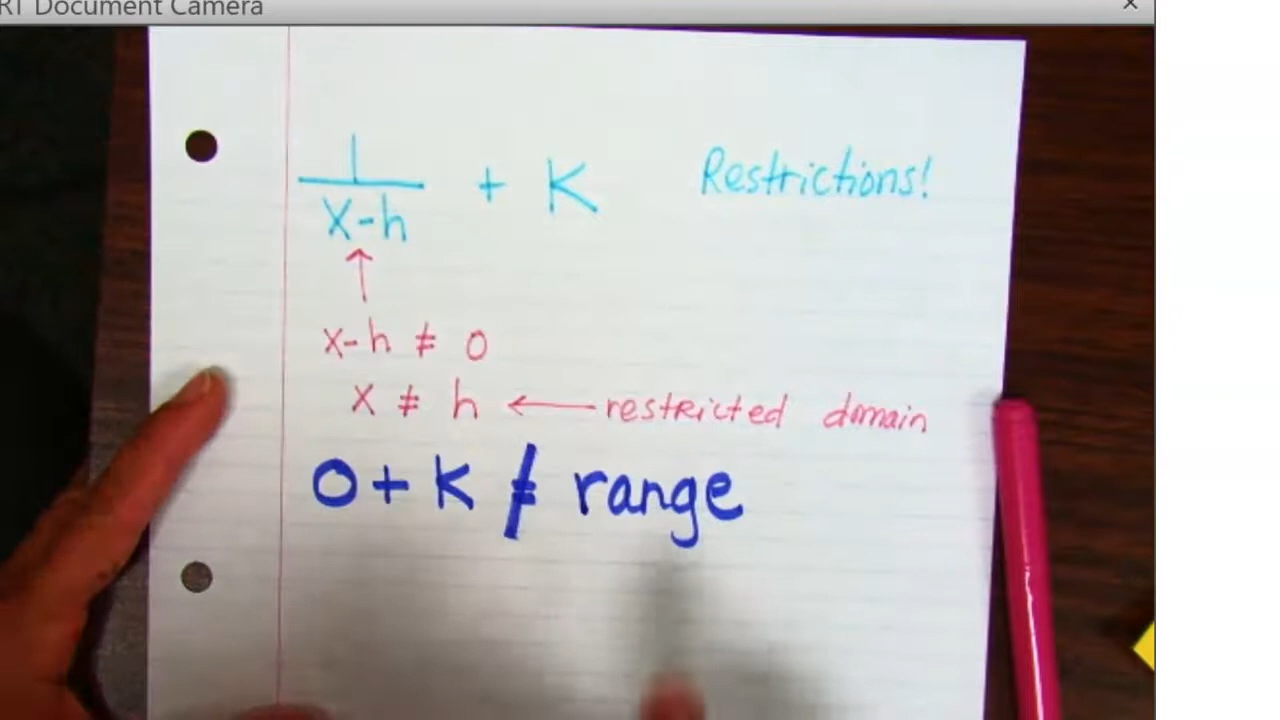 RT Document Camera
1/(x-h) + K Restrictions!
x-h ≠ 0
x ≠ h ← restricted domain
0 + K ≠ range